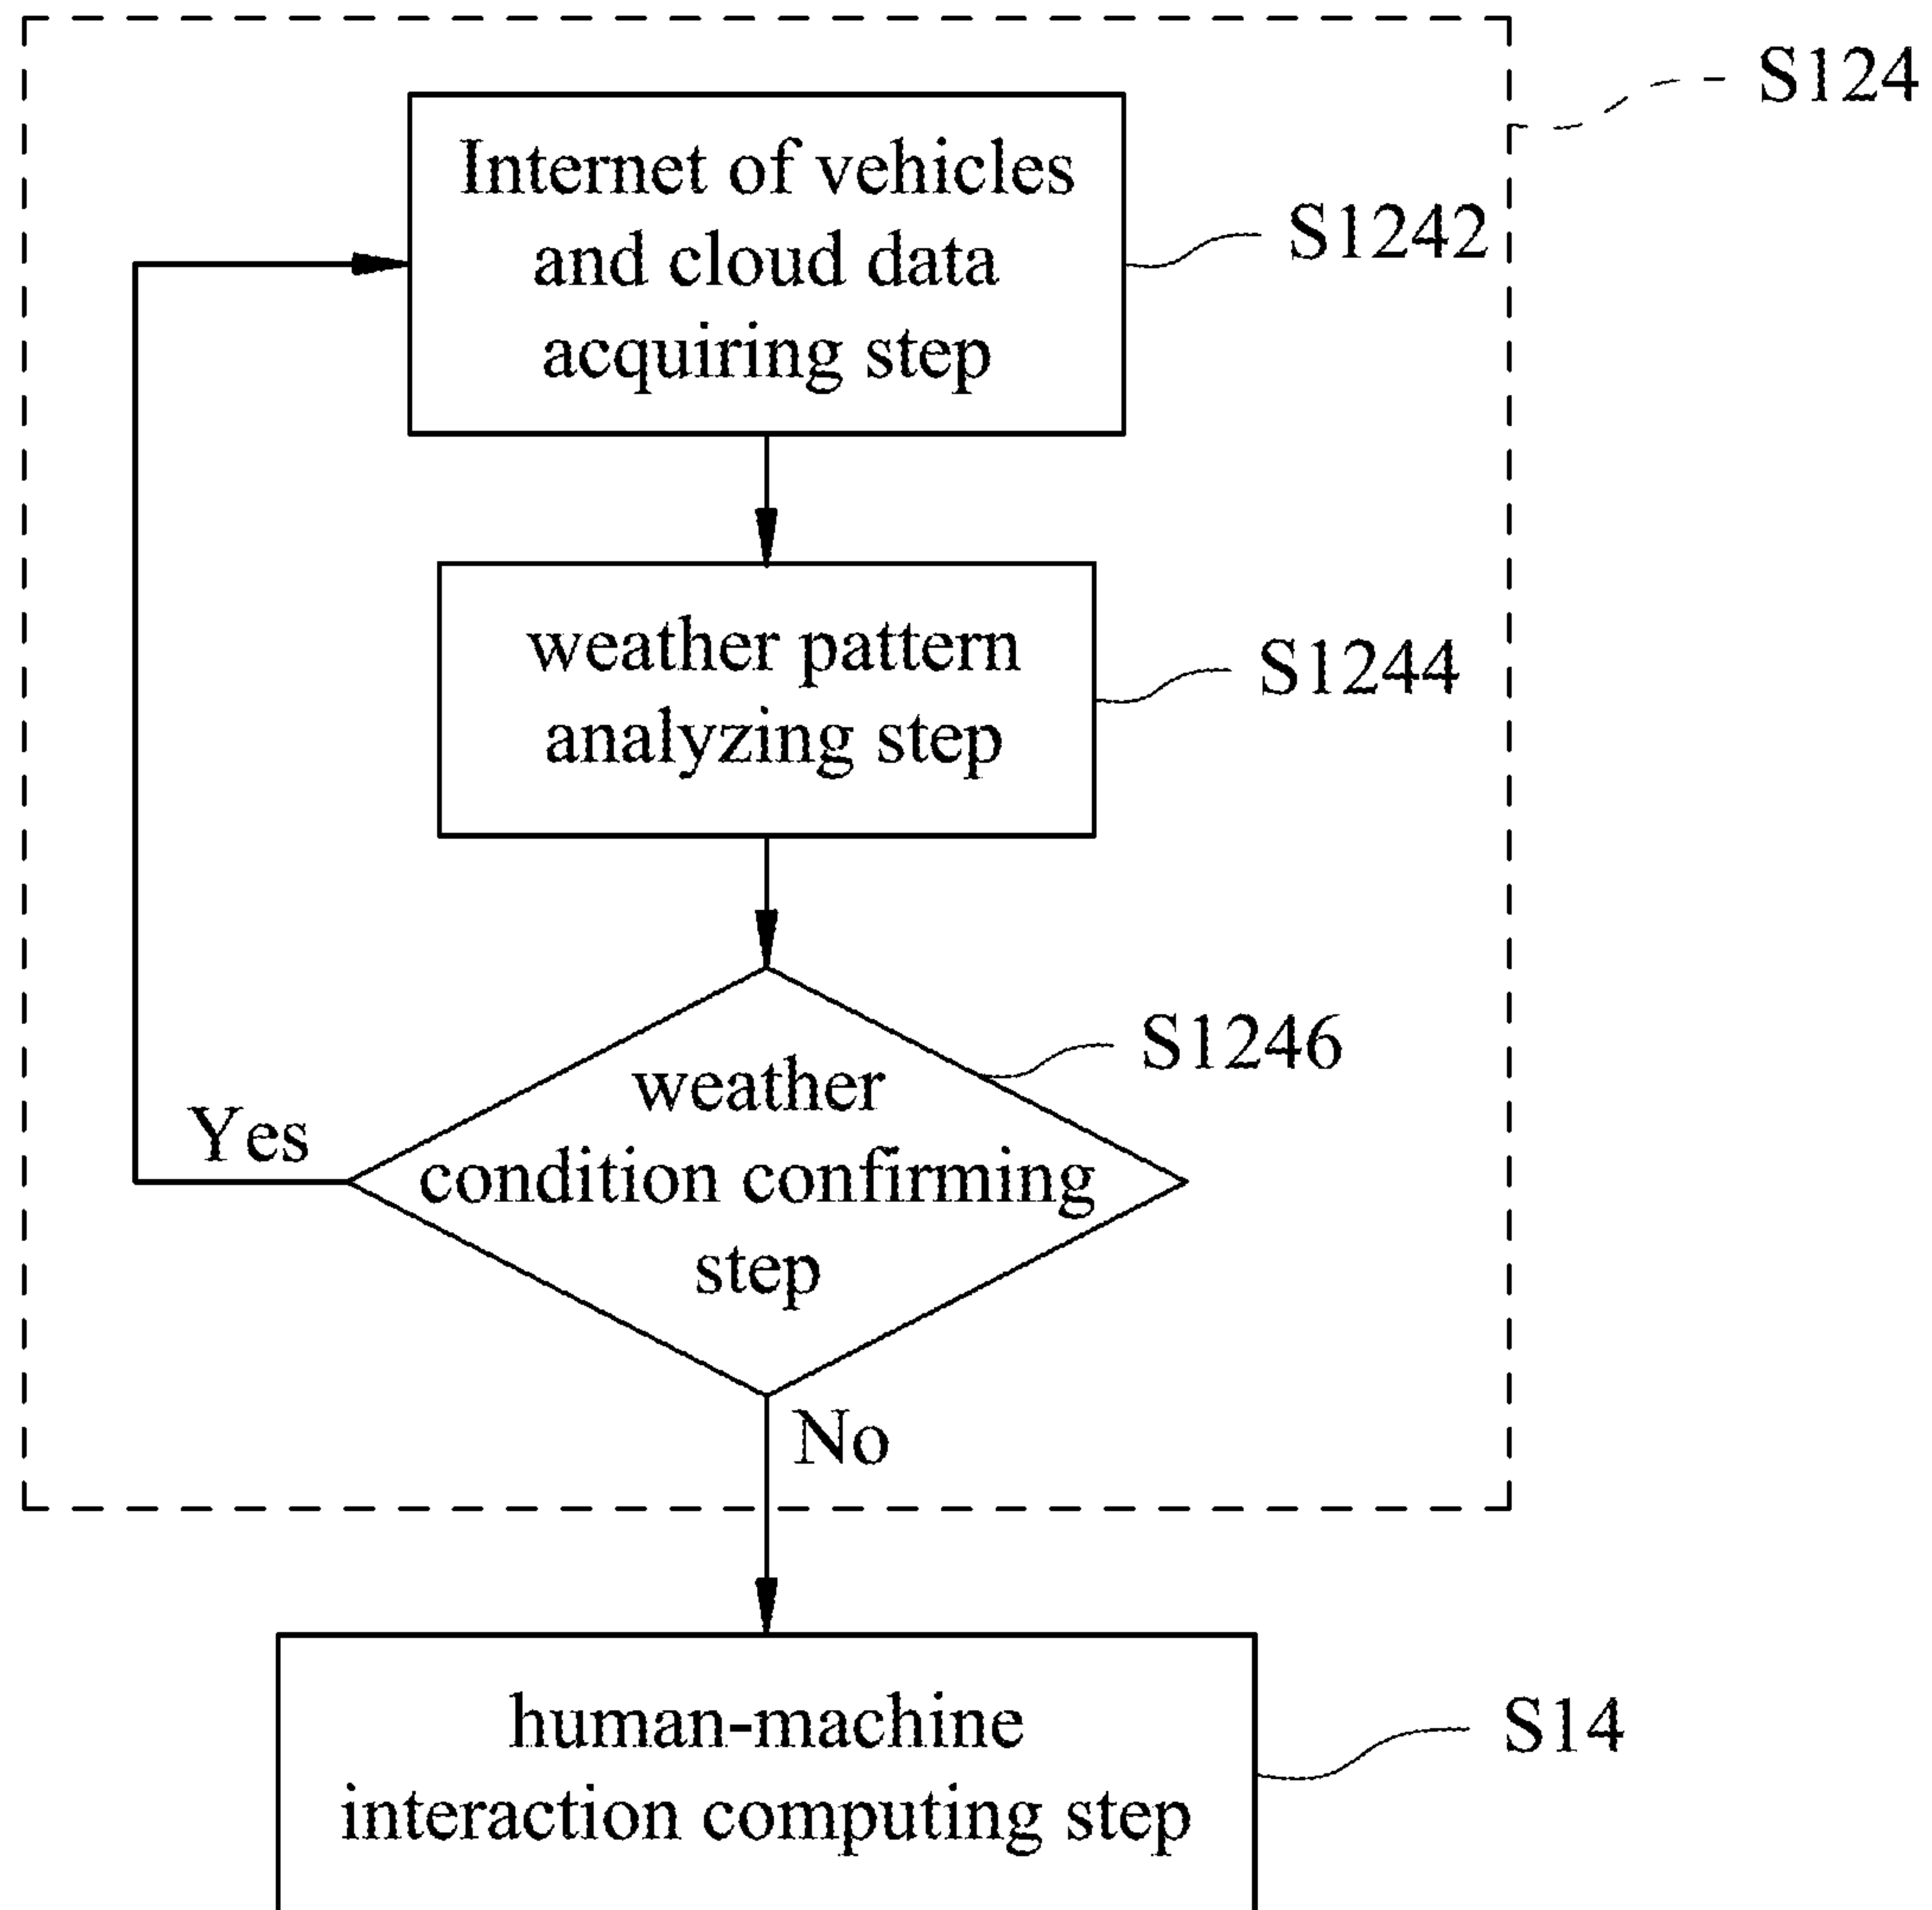 S124
Internet of vehicles
and cloud data
acquiring step
S1242
weather pattern
analyzing step
S1244
weather
condition confirming
step
S1246
Yes
No
human-machine
interaction computing step
S14